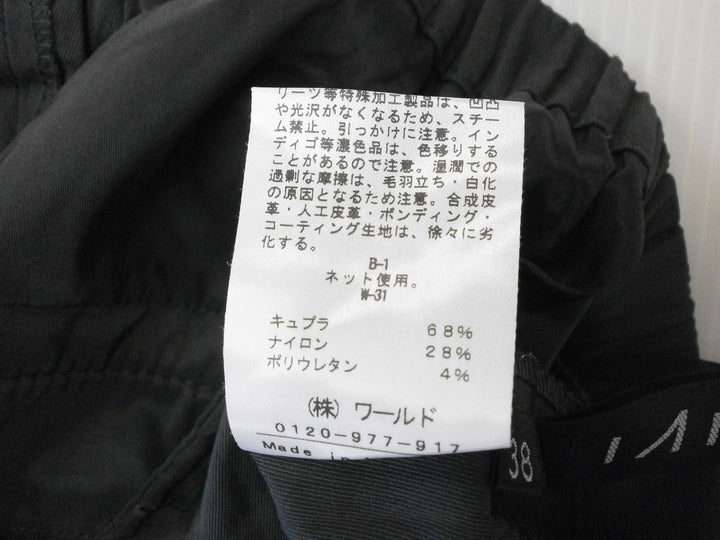 リーツ等特殊加工製品は、凹凸
や光沢がなくなるため、スチー
ム禁止。引っかけに注意。イン
ディゴ等濃色品は、色移りする
ことがあるので注意。湿潤での
過剰な摩擦は、毛羽立ち・白化
の原因となるため注意。合成皮
革・人工皮革・ボンディング・
コーティング生地は、徐々に劣
化する。
B-1
ネット使用。
W-31
キュプラ 68%
ナイロン 28%
ポリウレタン 4%
(株) ワールド
0120-977-917
Made in
38